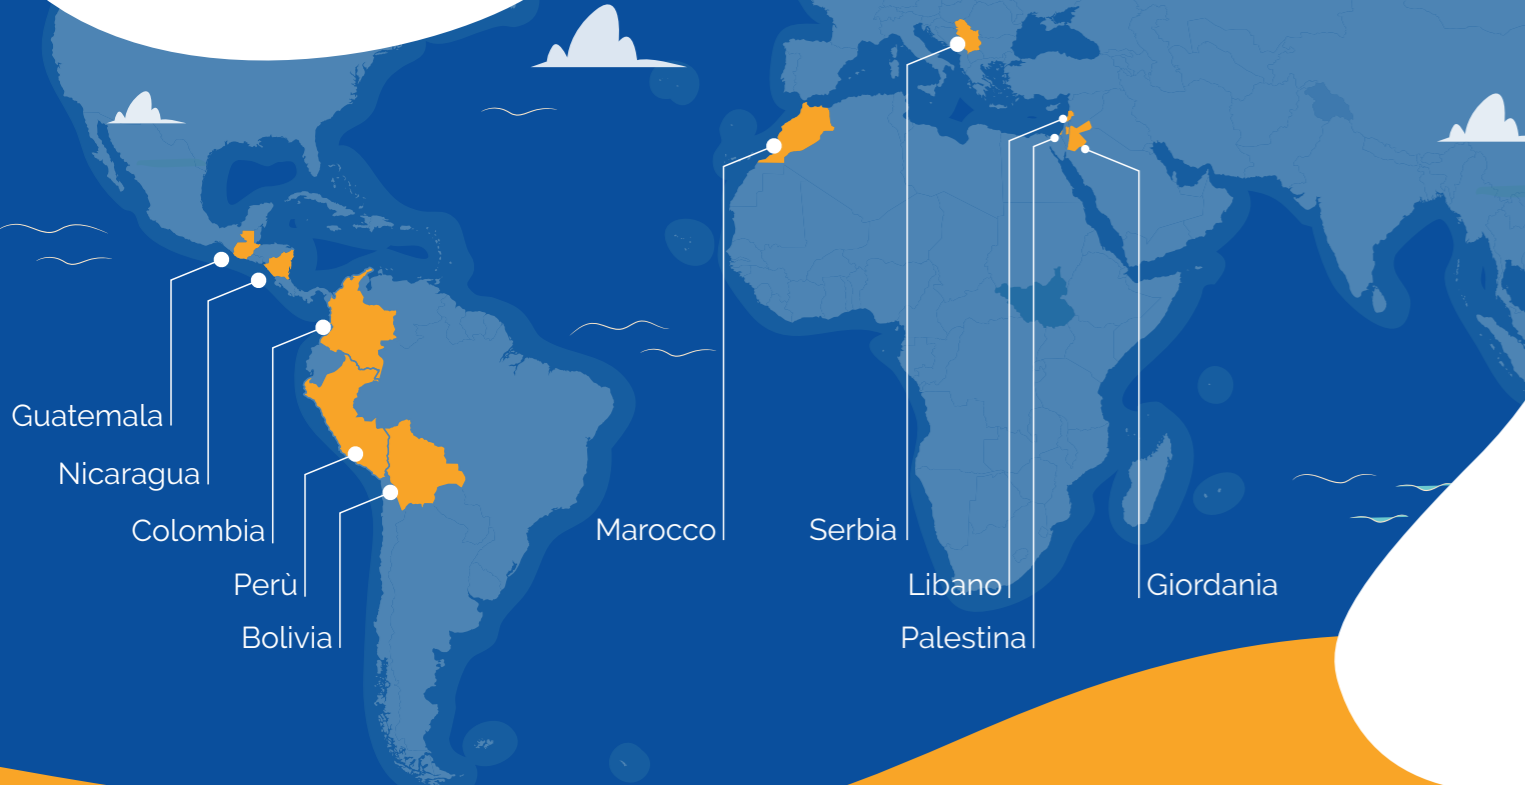 Guatemala
Nicaragua
Colombia
Perù
Bolivia
Marocco
Serbia
Libano
Palestina
Giordania